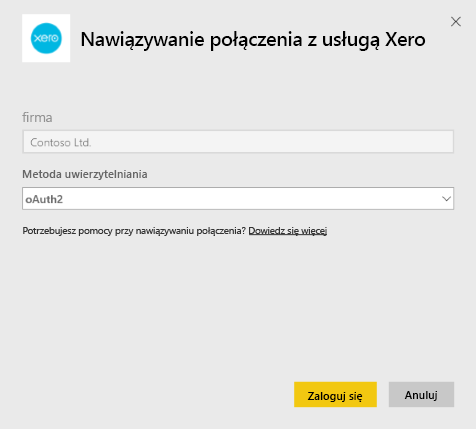 xero
Nawiązywanie połączenia z usługą Xero
firma
Contoso Ltd.
Metoda uwierzytelniania
oAuth2
Potrzebujesz pomocy przy nawiązywaniu połączenia? Dowiedz się więcej
Zaloguj się
Anuluj